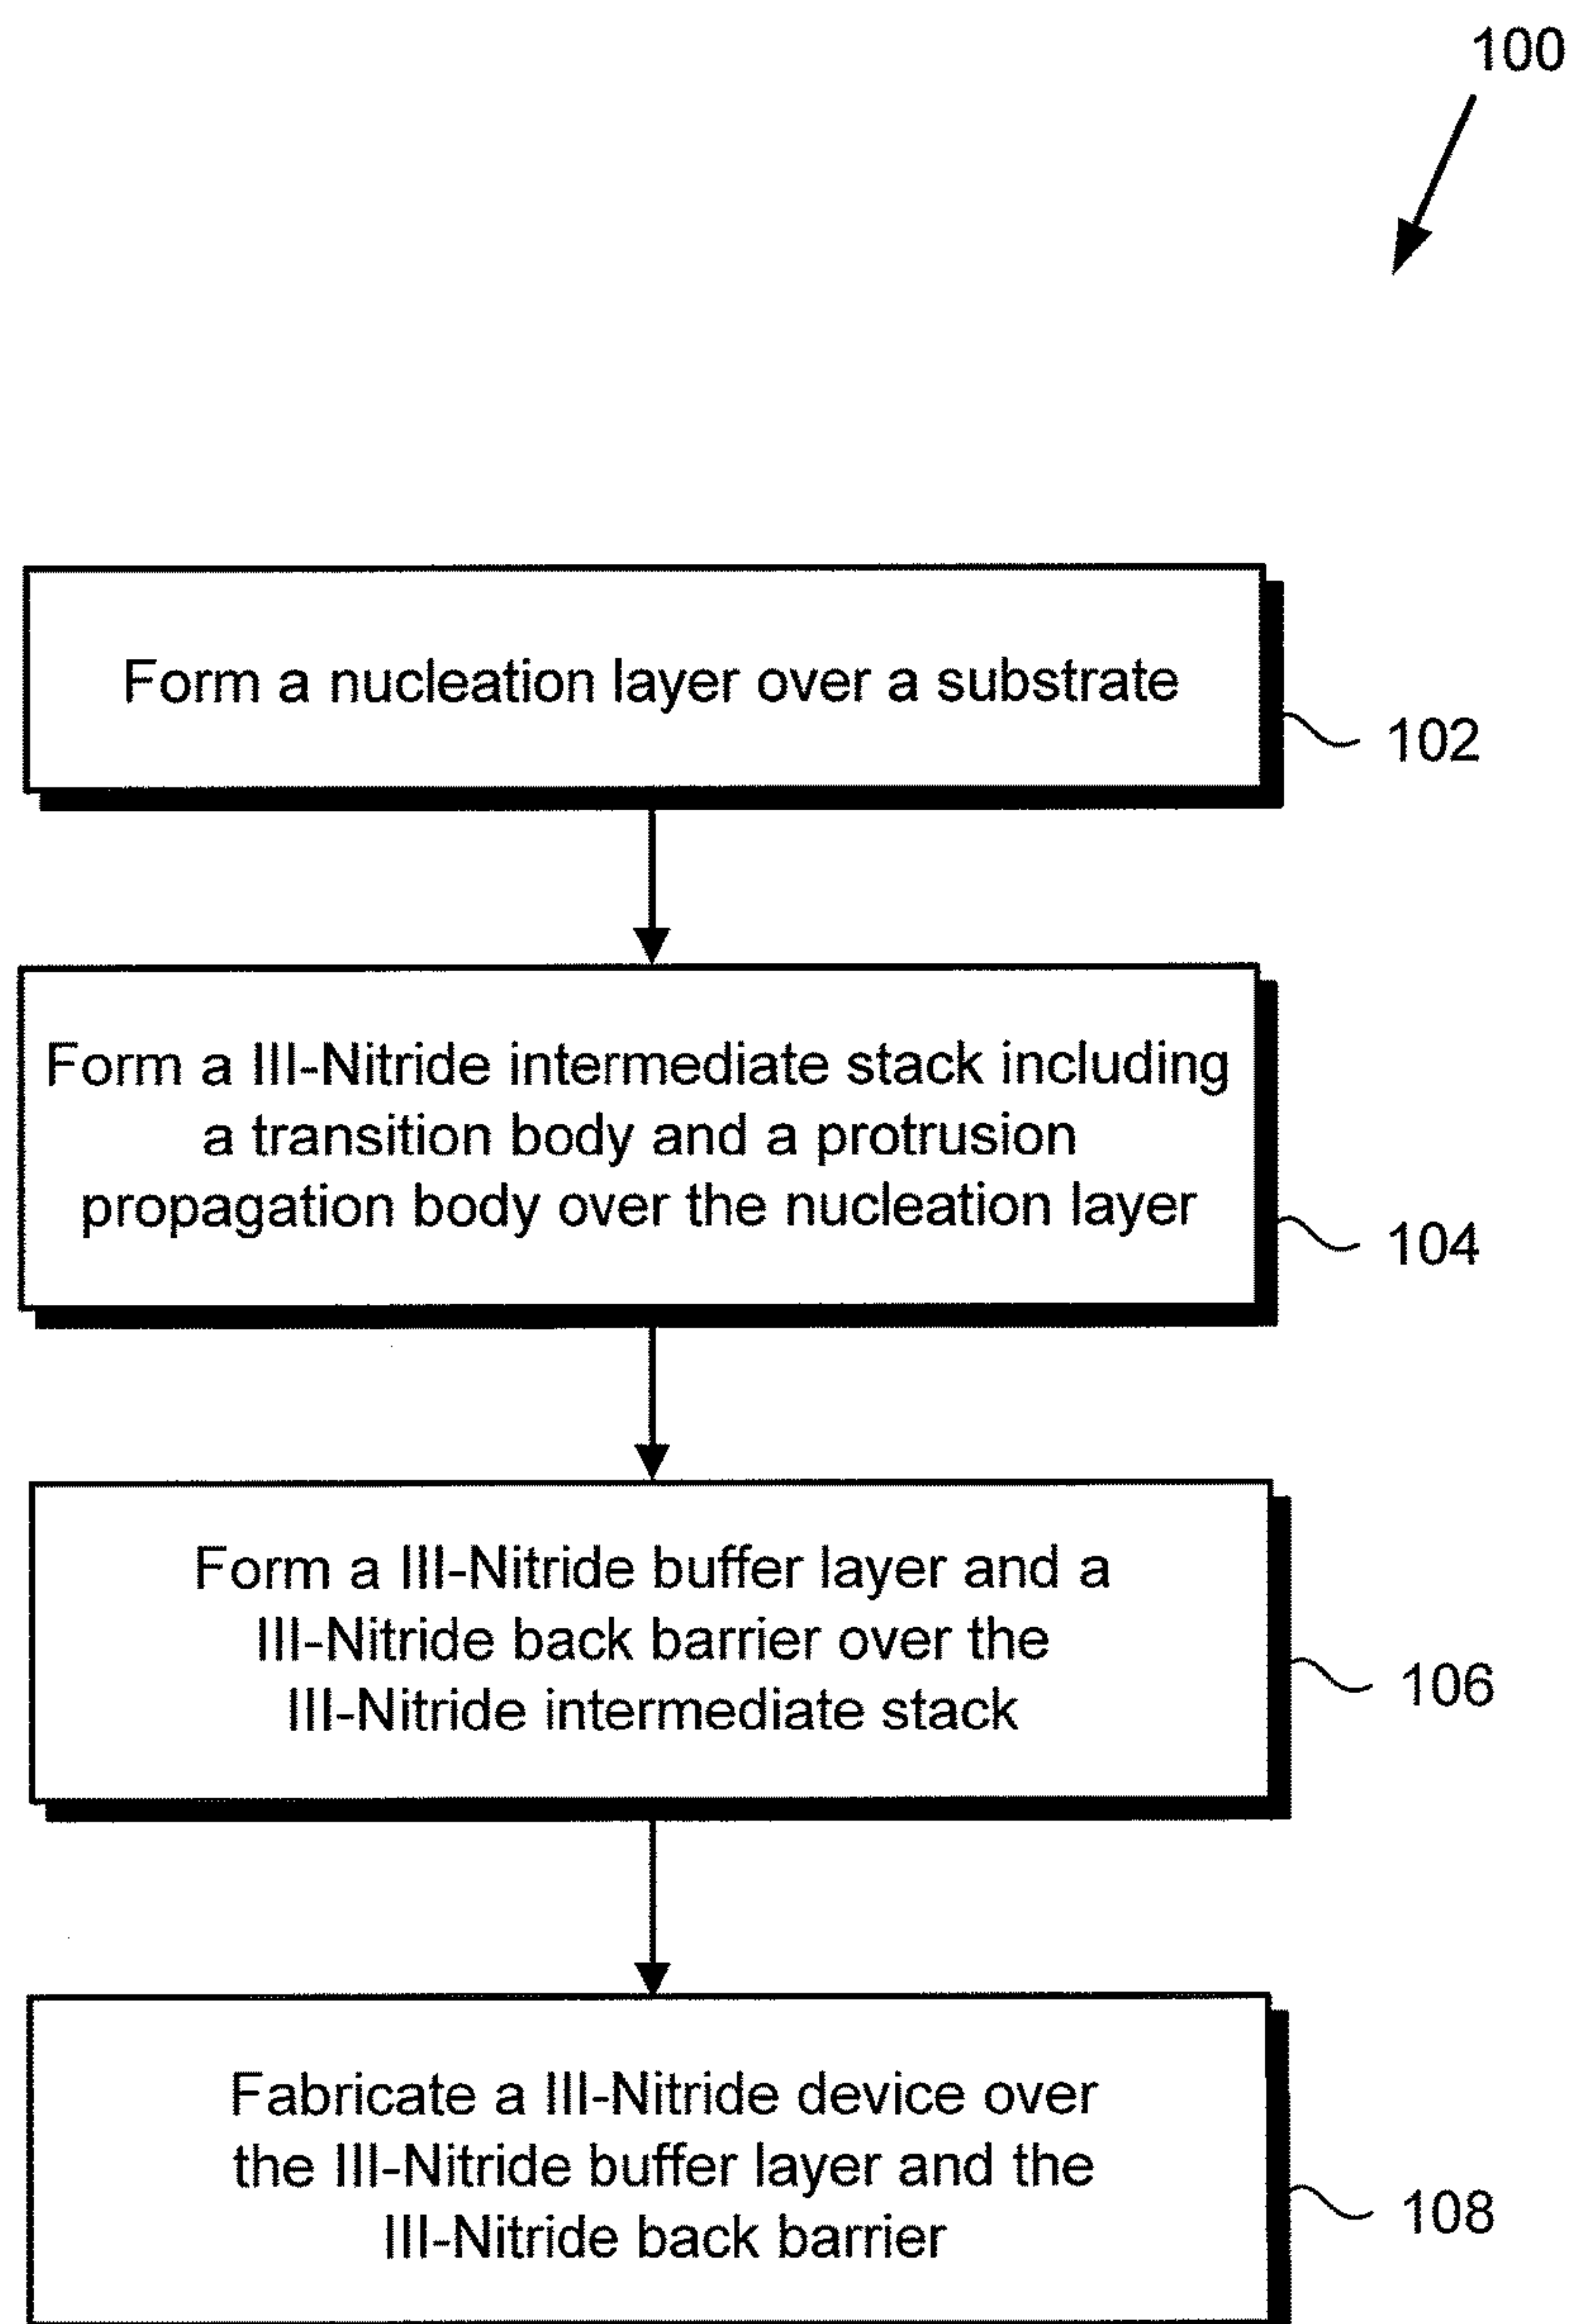 100
Form a nucleation layer over a substrate
102
Form a III-Nitride intermediate stack including
a transition body and a protrusion
propagation body over the nucleation layer
104
Form a III-Nitride buffer layer and a
III-Nitride back barrier over the
III-Nitride intermediate stack
106
Fabricate a III-Nitride device over
the III-Nitride buffer layer and the
III-Nitride back barrier
108